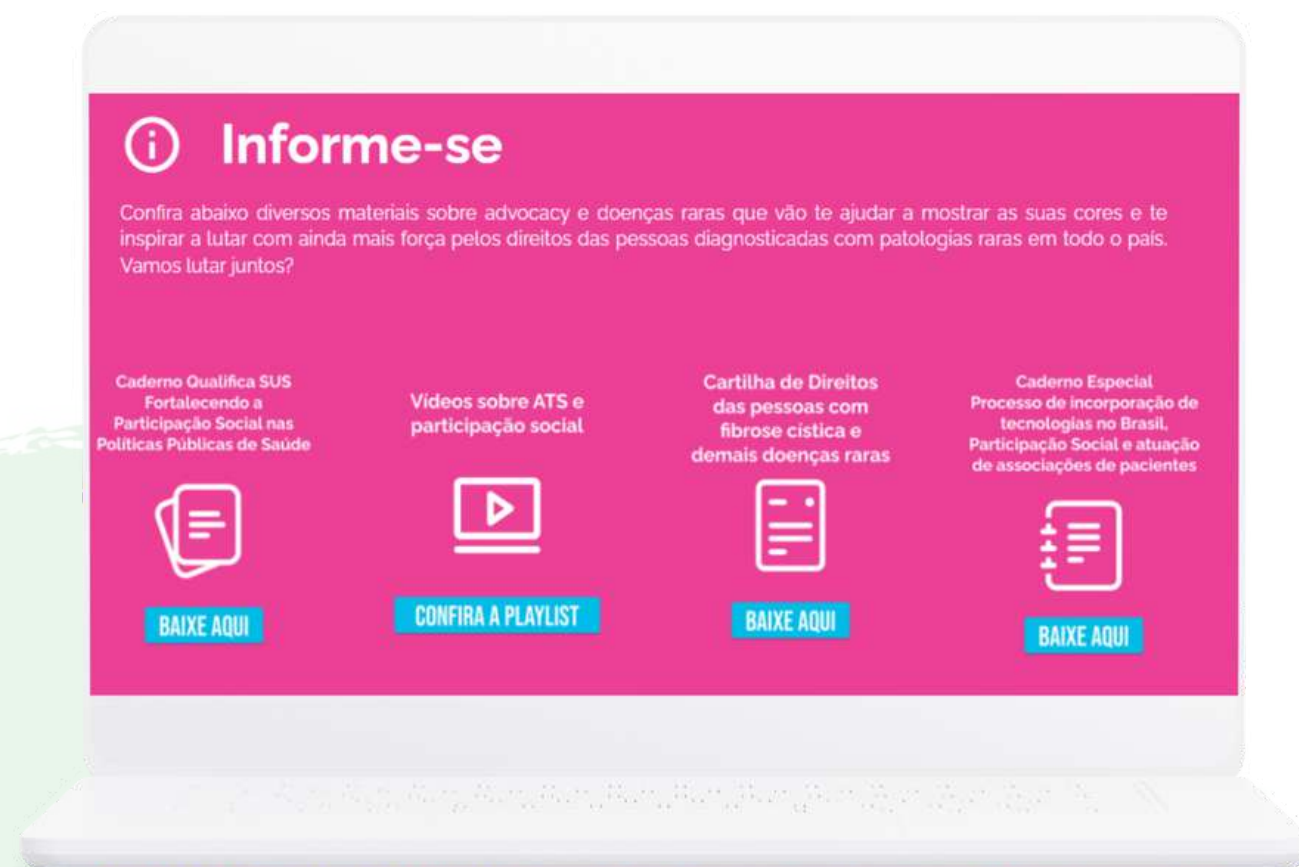 Informe-se
Confira abaixo diversos materiais sobre advocacy e doenças raras que vão te ajudar a mostrar as suas cores e te
inspirar a lutar com ainda mais força pelos direitos das pessoas diagnosticadas com patologias raras em todo o país.
Vamos lutar juntos?
Caderno Qualifica SUS
Fortalecendo a
Participação Social nas
Políticas Públicas de Saúde
BAIXE AQUI
Vídeos sobre ATS e
participação social
CONFIRA A PLAYLIST
Cartilha de Direitos
das pessoas com
fibrose cística e
demais doenças raras
BAIXE AQUI
Caderno Especial
Processo de incorporação de
tecnologias no Brasil,
Participação Social e atuação
de associações de pacientes
BAIXE AQUI